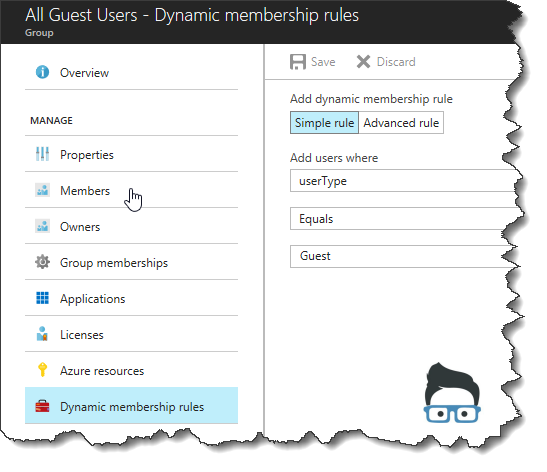 All Guest Users - Dynamic membership rules
Group
Overview
MANAGE
Properties
Members
Owners
Group memberships
Applications
Licenses
Azure resources
Dynamic membership rules
Save Discard
Add dynamic membership rule
Simple rule Advanced rule
Add users where
userType
Equals
Guest